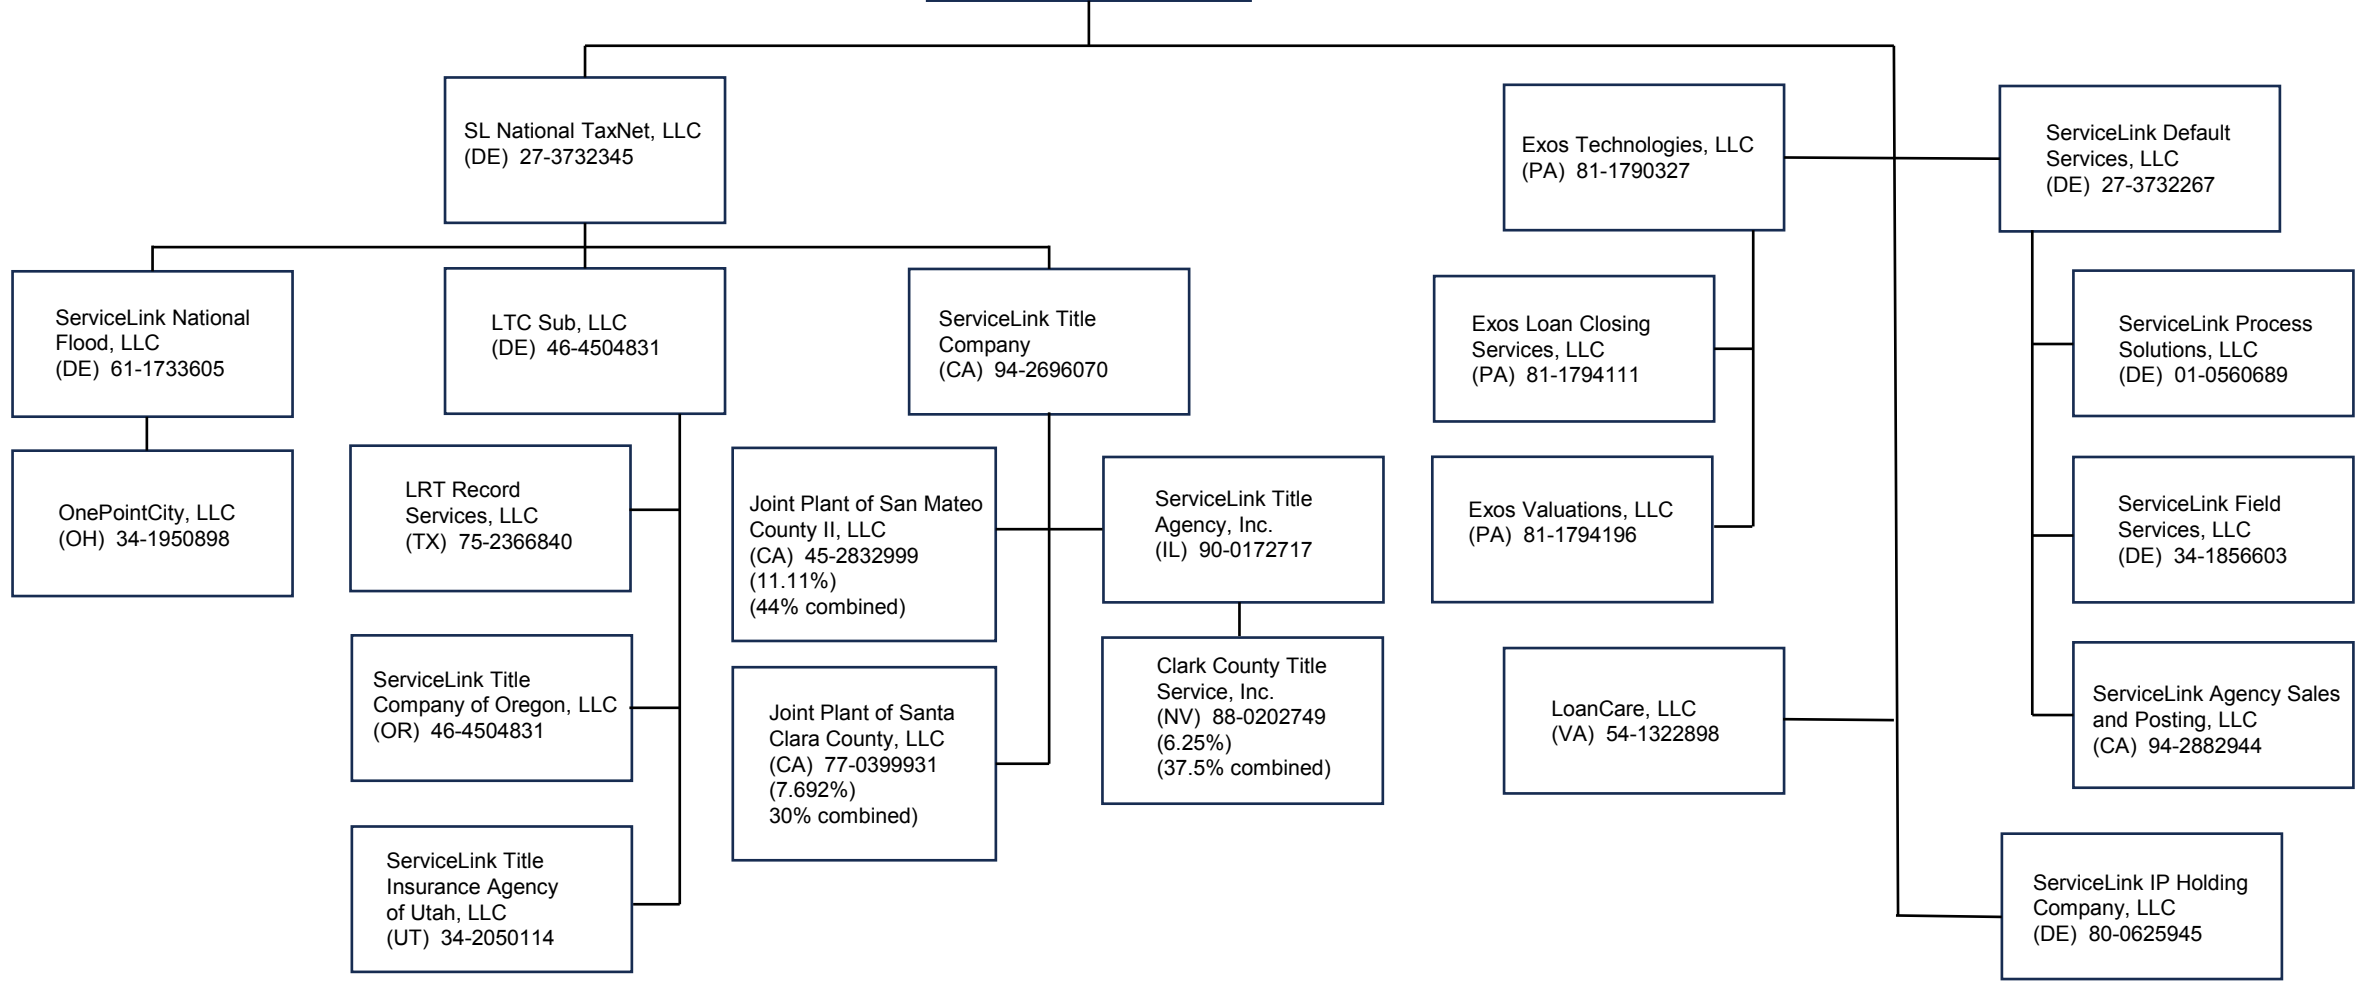 SL National TaxNet, LLC
(DE) 27-3732345
Exos Technologies, LLC
(PA) 81-1790327
ServiceLink Default
Services, LLC
(DE) 27-3732267
ServiceLink National
Flood, LLC
(DE) 61-1733605
LTC Sub, LLC
(DE) 46-4504831
ServiceLink Title
Company
(CA) 94-2696070
Exos Loan Closing
Services, LLC
(PA) 81-1794111
ServiceLink Process
Solutions, LLC
(DE) 01-0560689
OnePointCity, LLC
(OH) 34-1950898
LRT Record
Services, LLC
(TX) 75-2366840
Joint Plant of San Mateo
County II, LLC
(CA) 45-2832999
(11.11%)
(44% combined)
ServiceLink Title
Agency, Inc.
(IL) 90-0172717
Exos Valuations, LLC
(PA) 81-1794196
ServiceLink Field
Services, LLC
(DE) 34-1856603
ServiceLink Title
Company of Oregon, LLC
(OR) 46-4504831
Joint Plant of Santa
Clara County, LLC
(CA) 77-0399931
(7.692%)
30% combined)
Clark County Title
Service, Inc.
(NV) 88-0202749
(6.25%)
(37.5% combined)
LoanCare, LLC
(VA) 54-1322898
ServiceLink Agency Sales
and Posting, LLC
(CA) 94-2882944
ServiceLink Title
Insurance Agency
of Utah, LLC
(UT) 34-2050114
ServiceLink IP Holding
Company, LLC
(DE) 80-0625945